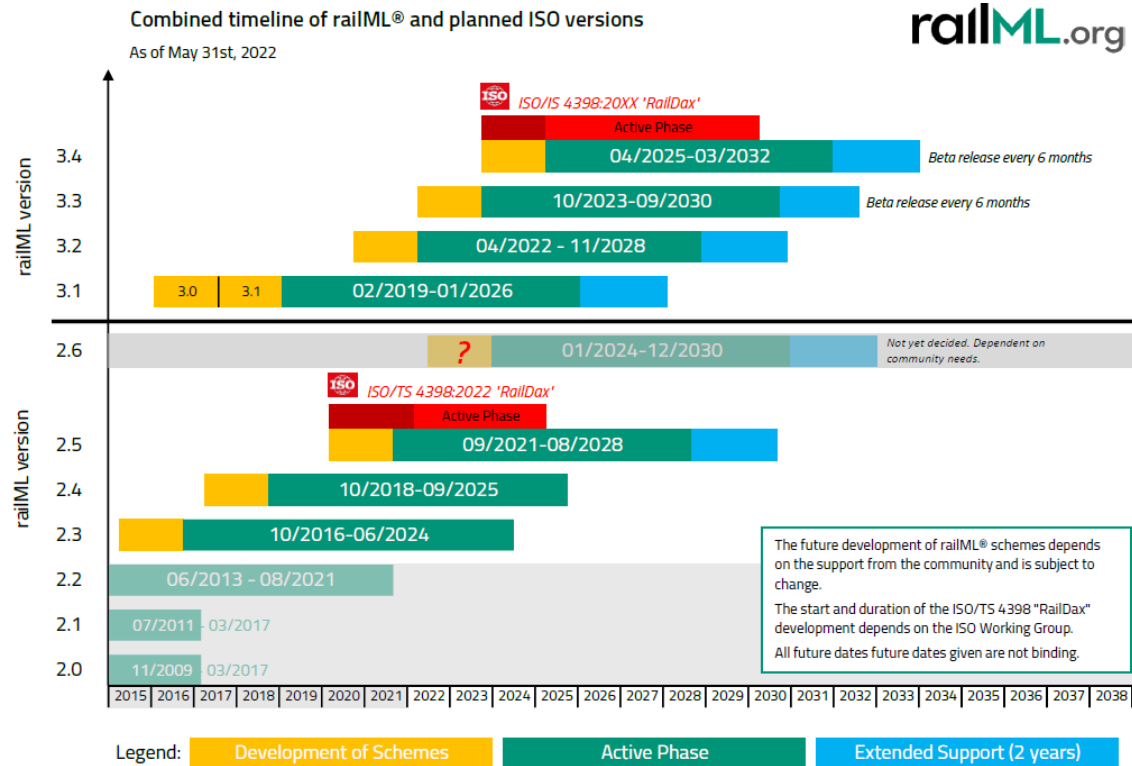 Combined timeline of railML® and planned ISO versions
As of May 31st, 2022
railML.org
ISO
ISO/IS 4398:20XX 'RailDax'
Active Phase
railML version
3.4
04/2025-03/2032
Beta release every 6 months
3.3
10/2023-09/2030
Beta release every 6 months
3.2
04/2022 - 11/2028
3.1
3.0
3.1
02/2019-01/2026
2.6
?
01/2024-12/2030
Not yet decided. Dependent on
community needs.
ISO
ISO/TS 4398:2022 'RailDax'
Active Phase
railML version
2.5
09/2021-08/2028
2.4
10/2018-09/2025
2.3
10/2016-06/2024
2.2
06/2013 - 08/2021
2.1
07/2011 - 03/2017
2.0
11/2009 - 03/2017
The future development of railML® schemes depends
on the support from the community and is subject to
change.
The start and duration of the ISO/TS 4398 "RailDax"
development depends on the ISO Working Group.
All future dates future dates given are not binding.
2015 2016 2017 2018 2019 2020 2021 2022 2023 2024 2025 2026 2027 2028 2029 2030 2031 2032 2033 2034 2035 2036 2037 2038
Legend:
Development of Schemes
Active Phase
Extended Support (2 years)